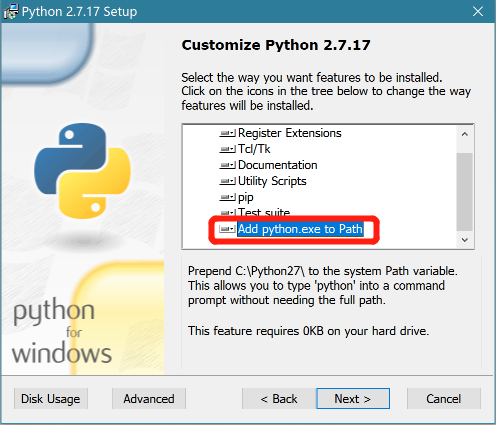 Python 2.7.17 Setup
Customize Python 2.7.17
Select the way you want features to be installed.
Click on the icons in the tree below to change the way
features will be installed.
Register Extensions
Tcl/Tk
Documentation
Utility Scripts
pip
Test suite
Add python.exe to Path
Prepend C:\Python27\ to the system Path variable.
This allows you to type 'python' into a command
prompt without needing the full path.
This feature requires 0KB on your hard drive.
python
for
windows
Disk Usage
Advanced
< Back
Next >
Cancel